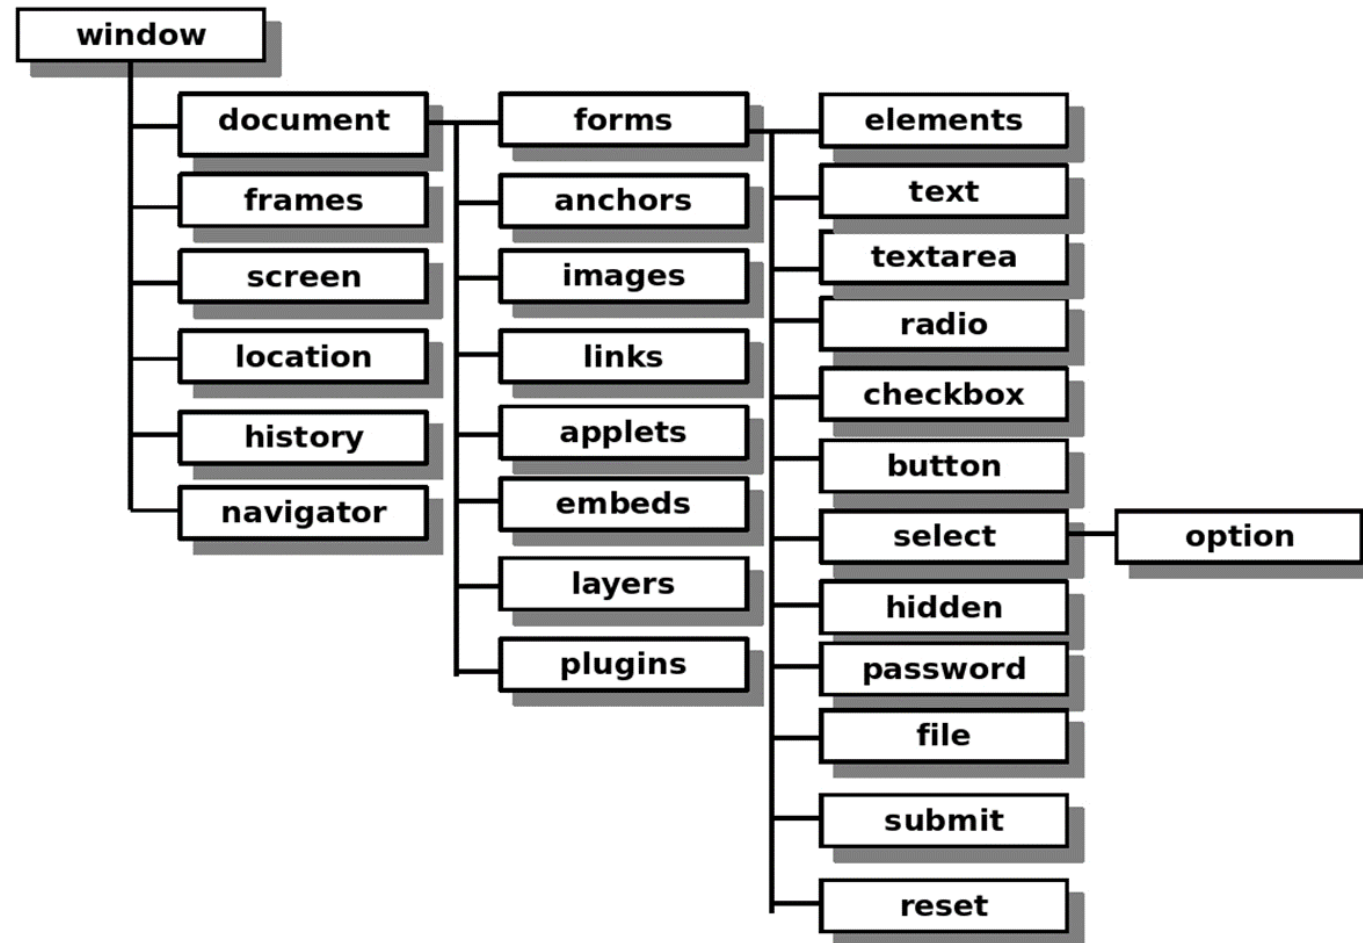 window
document
frames
screen
location
history
navigator
forms
anchors
images
links
applets
embeds
layers
plugins
elements
text
textarea
radio
checkbox
button
select
hidden
password
file
submit
reset
option